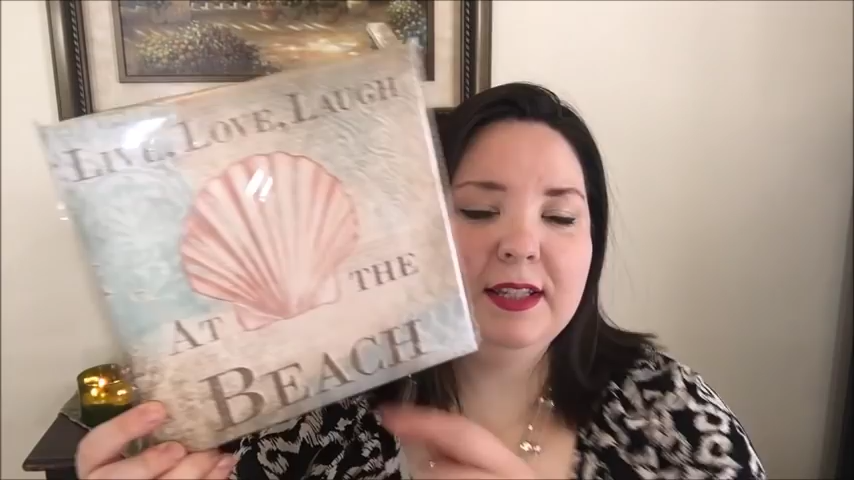 LIVE, LOVE, LAUGH
AT THE
BEACH